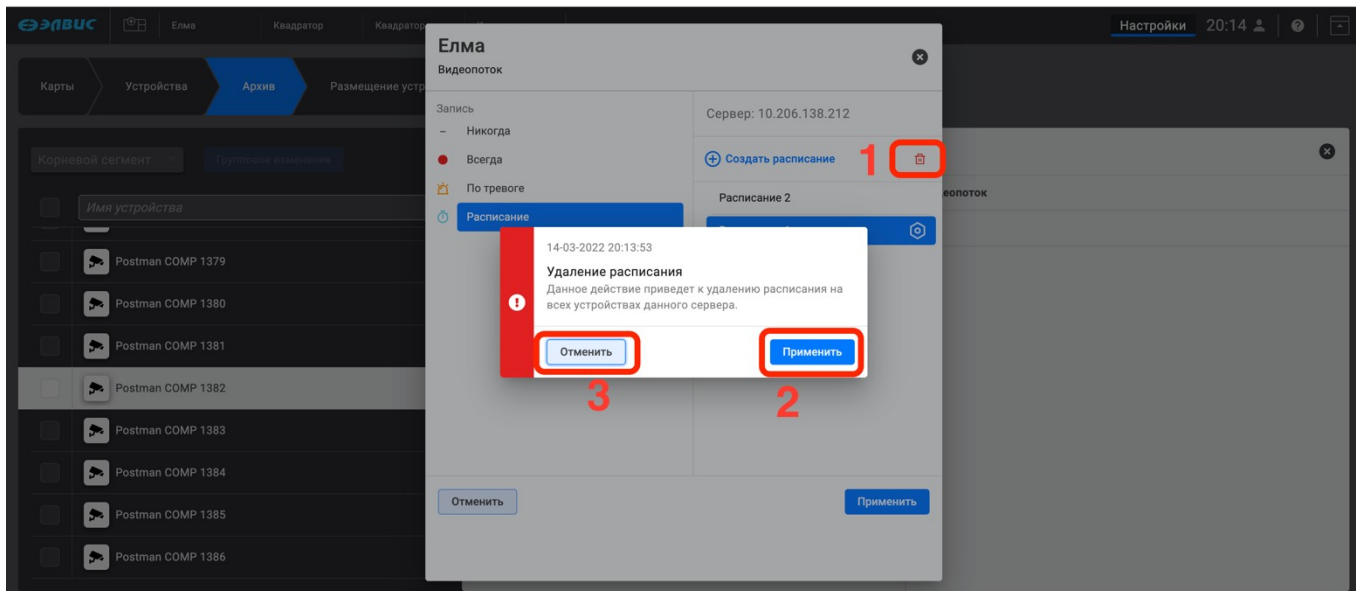 элвис
Елма
Квадратор
Квадратор
Настройки
20:14
Карты
Устройства
Архив
Размещение устр
Корневой сегмент
Групповое изменение
Имя устройства
Postman COMP 1379
Postman COMP 1380
Postman COMP 1381
Postman COMP 1382
Postman COMP 1383
Postman COMP 1384
Postman COMP 1385
Postman COMP 1386
Елма
Видеопоток
Запись
Никогда
Всегда
По тревоге
Расписание
Сервер: 10.206.138.212
Создать расписание
1
Расписание 2
еопоток
14-03-2022 20:13:53
Удаление расписания
Данное действие приведет к удалению расписания на
всех устройствах данного сервера.
Отменить
Применить
3
2
Отменить
Применить